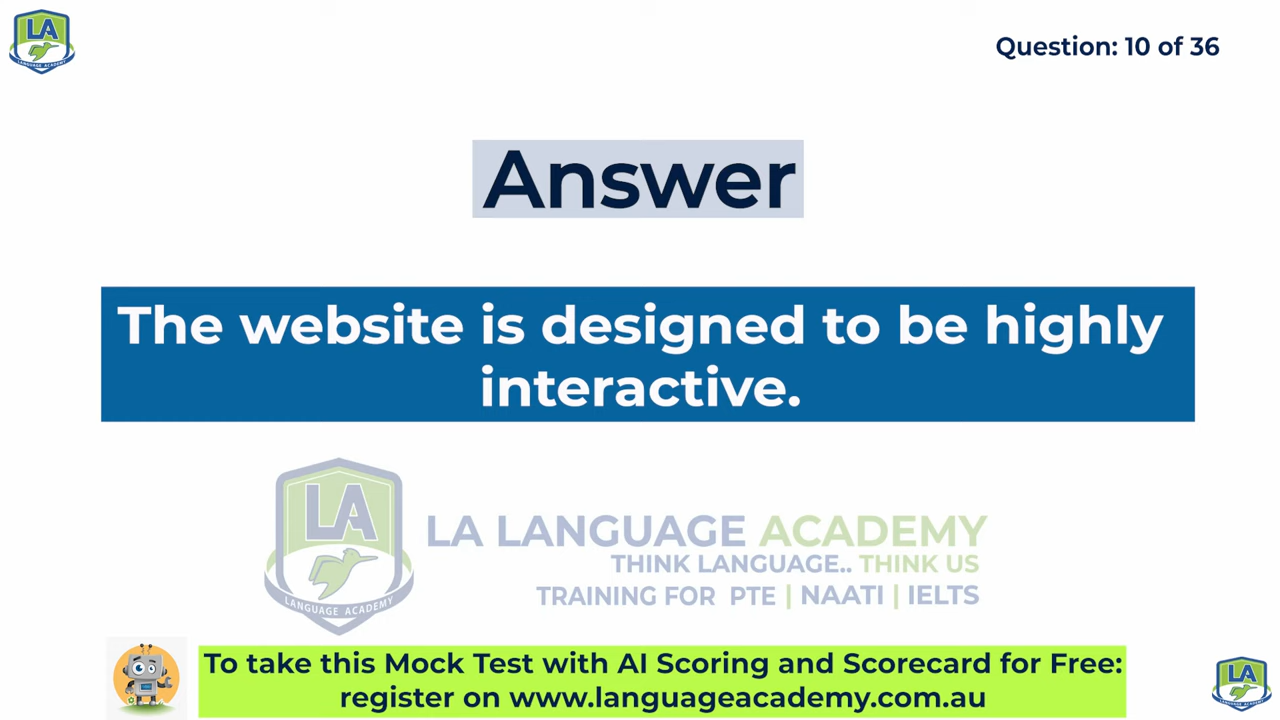 LA
LANGUAGE ACADEMY
Question: 10 of 36
Answer
The website is designed to be highly
interactive.
LA
LANGUAGE ACADEMY
LA LANGUAGE ACADEMY
THINK LANGUAGE.. THINK US
TRAINING FOR PTE | NAATI | IELTS
To take this Mock Test with AI Scoring and Scorecard for Free:
register on www.languageacademy.com.au
LA
LANGUAGE ACADEMY